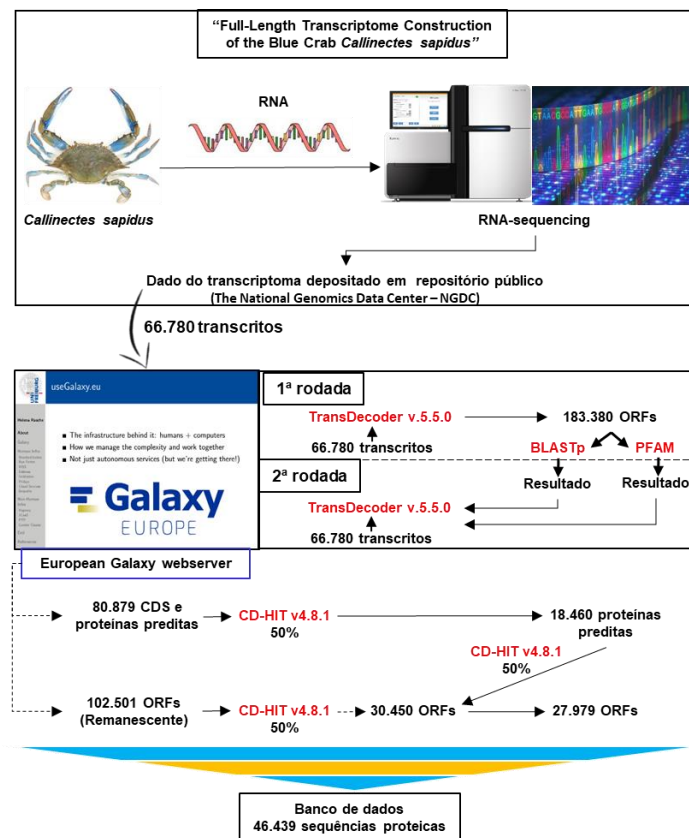 “Full-Length Transcriptome Construction
of the Blue Crab Callinectes sapidus”
RNA
GTAACG
Callinectes sapidus
RNA-sequencing
Dado do transcriptoma depositado em repositório público
(The National Genomics Data Center – NGDC)
66.780 transcritos
useGalaxy.eu
The infrastructure behind it: humans + computers
How we manage the complexity and work together
Not just autonomous services (but we're getting there!)
Galaxy
EUROPE
European Galaxy webserver
1ª rodada
TransDecoder v.5.5.0
183.380 ORFs
66.780 transcritos
BLASTp
PFAM
2ª rodada
Resultado
Resultado
TransDecoder v.5.5.0
66.780 transcritos
80.879 CDS e
proteínas preditas
CD-HIT v4.8.1
50%
18.460 proteínas
preditas
CD-HIT v4.8.1
50%
102.501 ORFs
(Remanescente)
CD-HIT v4.8.1
50%
30.450 ORFs
27.979 ORFs
Banco de dados
46.439 sequências proteicas